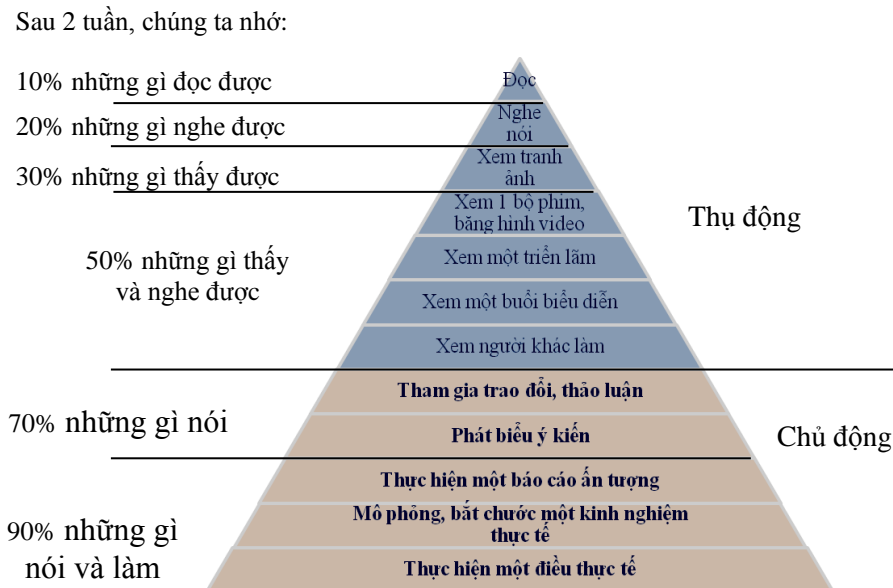 Sau 2 tuần, chúng ta nhớ:
10% những gì đọc được
Đọc
20% những gì nghe được
Nghe
nói
30% những gì thấy được
Xem tranh
ảnh
Xem 1 bộ phim,
băng hình video
Thụ động
50% những gì thấy
và nghe được
Xem một triển lãm
Xem một buổi biểu diễn
Xem người khác làm
Tham gia trao đổi, thảo luận
70% những gì nói
Phát biểu ý kiến
Chủ động
Thực hiện một báo cáo ấn tượng
90% những gì
nói và làm
Mô phỏng, bắt chước một kinh nghiệm
thực tế
Thực hiện một điều thực tế